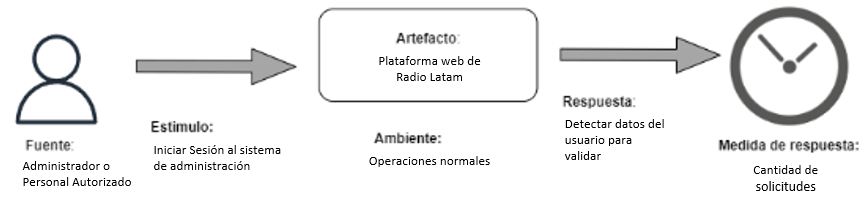 Fuente:
Administrador o
Personal Autorizado
Estimulo:
Iniciar Sesión al sistema
de administración
Artefacto:
Plataforma web de
Radio Latam
Ambiente:
Operaciones normales
Respuesta:
Detectar datos del
usuario para
validar
Medida de respuesta:
Cantidad de
solicitudes